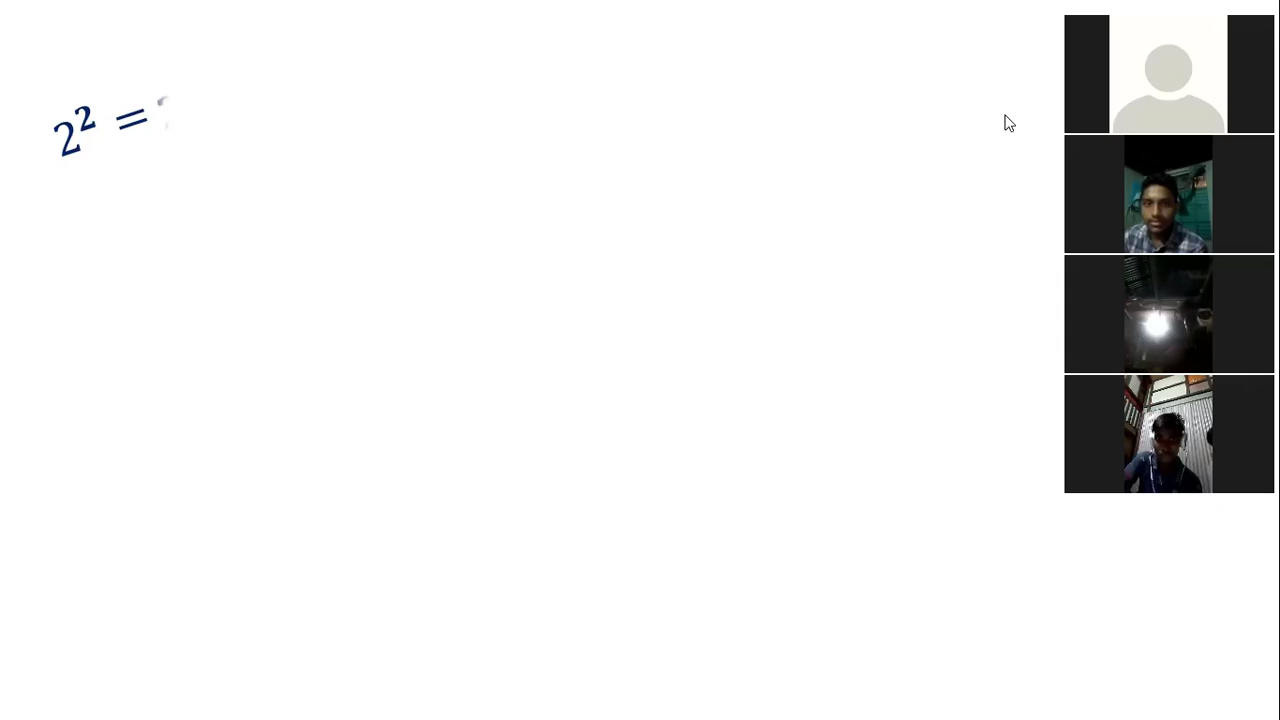 2² =